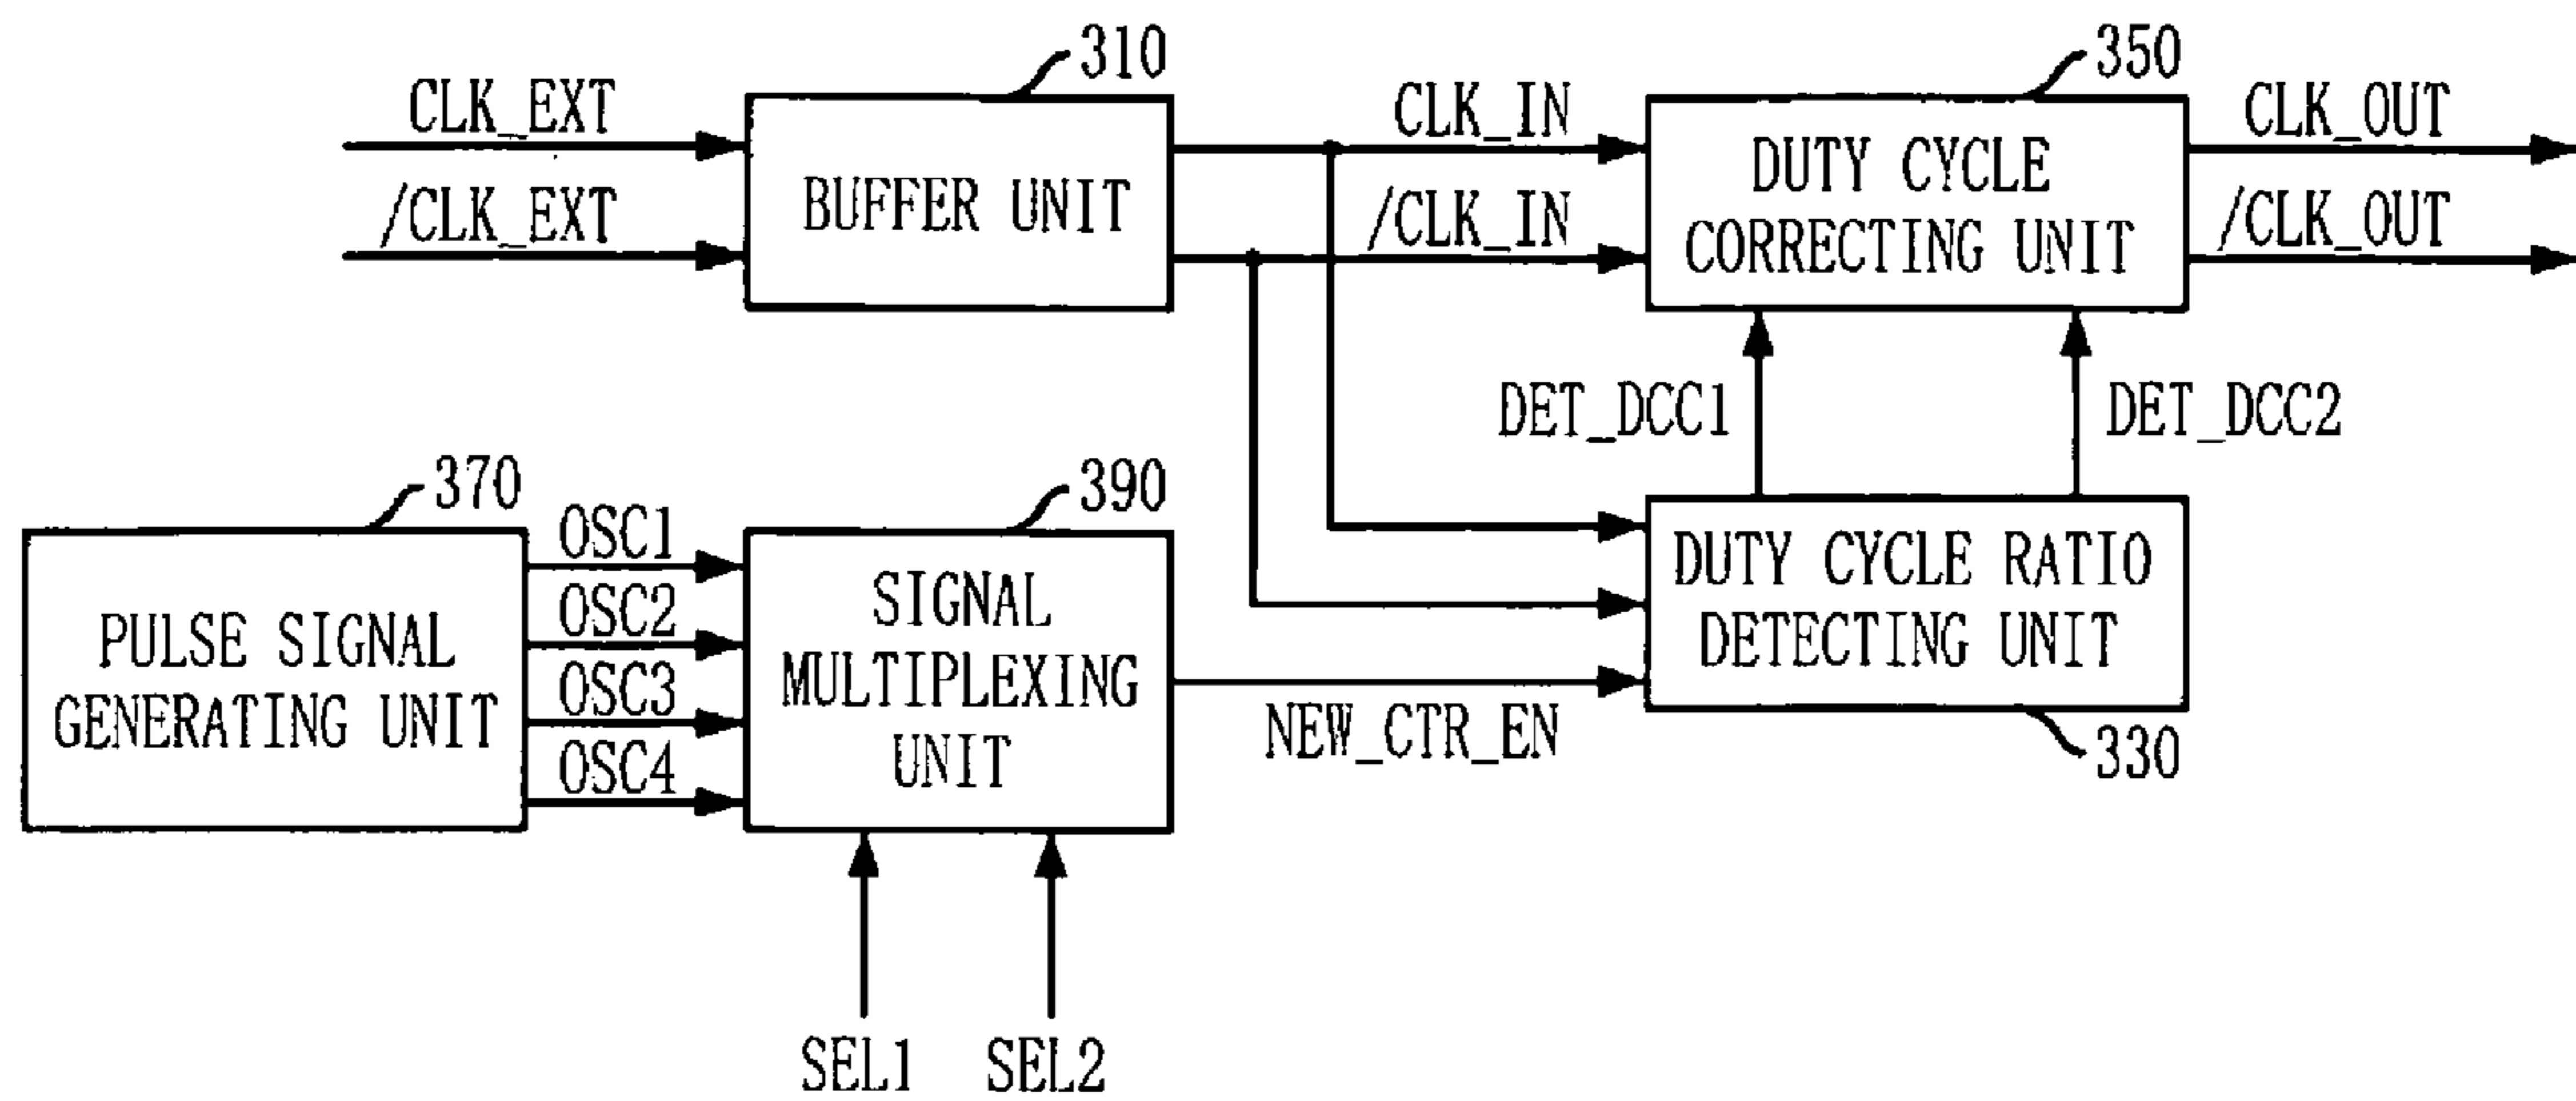 310
350
CLK_EXT
/CLK_EXT
BUFFER UNIT
CLK_IN
/CLK_IN
DUTY CYCLE
CORRECTING UNIT
CLK_OUT
/CLK_OUT
DET_DCC1
DET_DCC2
370
390
OSC1
OSC2
OSC3
OSC4
PULSE SIGNAL
GENERATING UNIT
SIGNAL
MULTIPLEXING
UNIT
NEW_CTR_EN
DUTY CYCLE RATIO
DETECTING UNIT
330
SEL1
SEL2